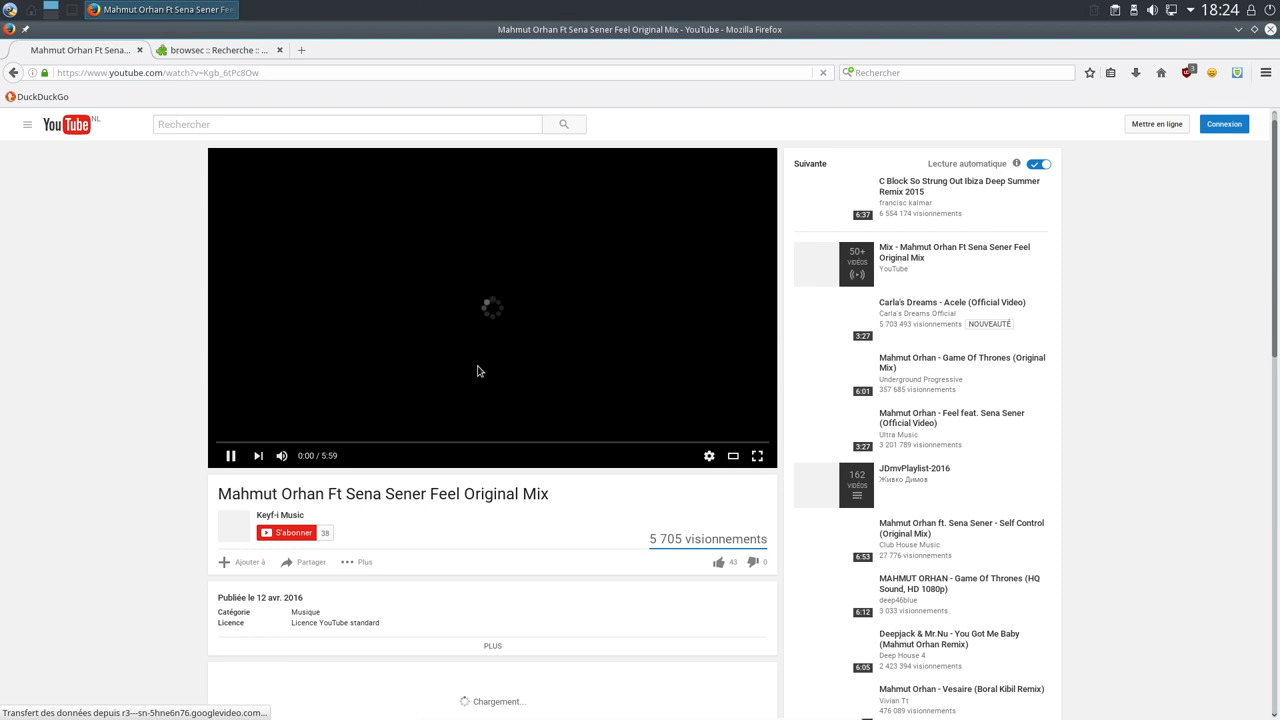 Mahmut Orhan Ft Sena Sener Fee
18:24
Mahmut Orhan Ft Sena Sener Feel Original Mix - YouTube - Mozilla Firefox
Mahmut Orhan Ft Sena...
browsec :: Recherche :: ...
https://www.youtube.com/watch?v=Kgb_6tPc8Ow
Rechercher
3
DuckDuckGo
YouTube NL
Rechercher
Mettre en ligne
Connexion
0:00 / 5:59
Mahmut Orhan Ft Sena Sener Feel Original Mix
Keyf-i Music
S'abonner 38
5 705 visionnements
Ajouter à
Partager
Plus
43
0
Publiée le 12 avr. 2016
Catégorie Musique
Licence Licence YouTube standard
PLUS
Chargement...
Suivante
Lecture automatique
C Block So Strung Out Ibiza Deep Summer
Remix 2015
francisc kalmar
6:37
6 554 174 visionnements
50+
VIDÉOS
Mix - Mahmut Orhan Ft Sena Sener Feel
Original Mix
YouTube
Carla's Dreams - Acele (Official Video)
Carla's Dreams Official
5 703 493 visionnements NOUVEAUTÉ
3:27
Mahmut Orhan - Game Of Thrones (Original
Mix)
Underground Progressive
357 685 visionnements
6:01
Mahmut Orhan - Feel feat. Sena Sener
(Official Video)
Ultra Music
3 201 789 visionnements
3:27
162
VIDÉOS
JDmvPlaylist-2016
Живко Димов
Mahmut Orhan ft. Sena Sener - Self Control
(Original Mix)
Club House Music
27 776 visionnements
6:53
MAHMUT ORHAN - Game Of Thrones (HQ
Sound, HD 1080p)
deep46blue
3 033 visionnements
6:12
Deepjack & Mr.Nu - You Got Me Baby
(Mahmut Orhan Remix)
Deep House 4
2 423 394 visionnements
6:05
Mahmut Orhan - Vesaire (Boral Kibil Remix)
Vivian Tt
476 089 visionnements
Transfert des données depuis r3---sn-5hne6n76.googlevideo.com...